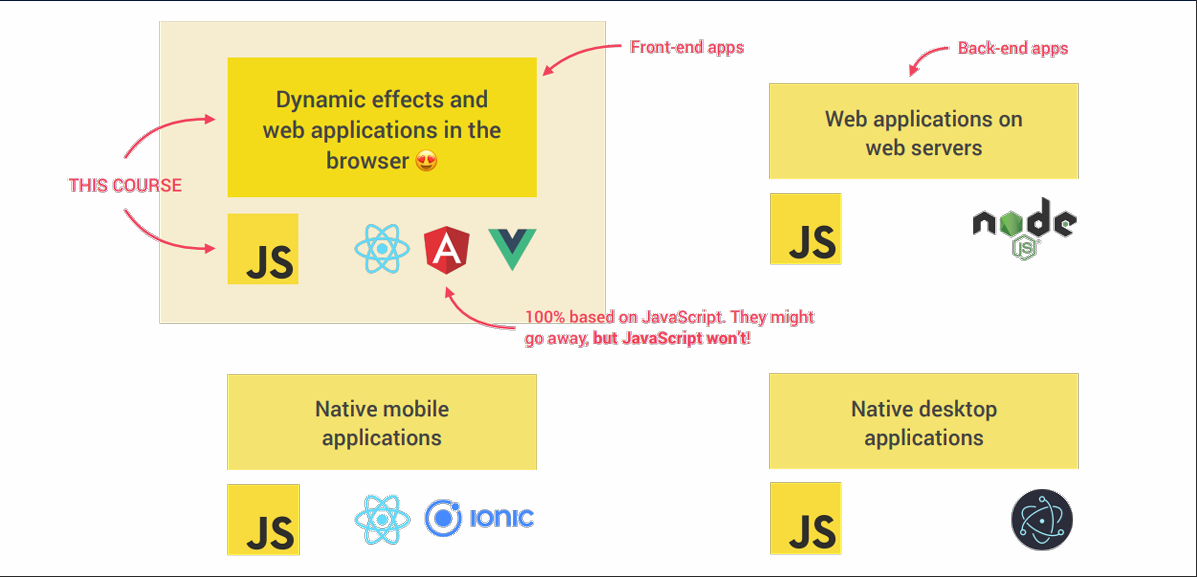 Front-end apps
Dynamic effects and
web applications in the
browser 😍
THIS COURSE
JS
A
100% based on JavaScript. They might
go away, but JavaScript won't!
Back-end apps
Web applications on
web servers
JS
node
JS
Native mobile
applications
JS
IONIC
Native desktop
applications
JS